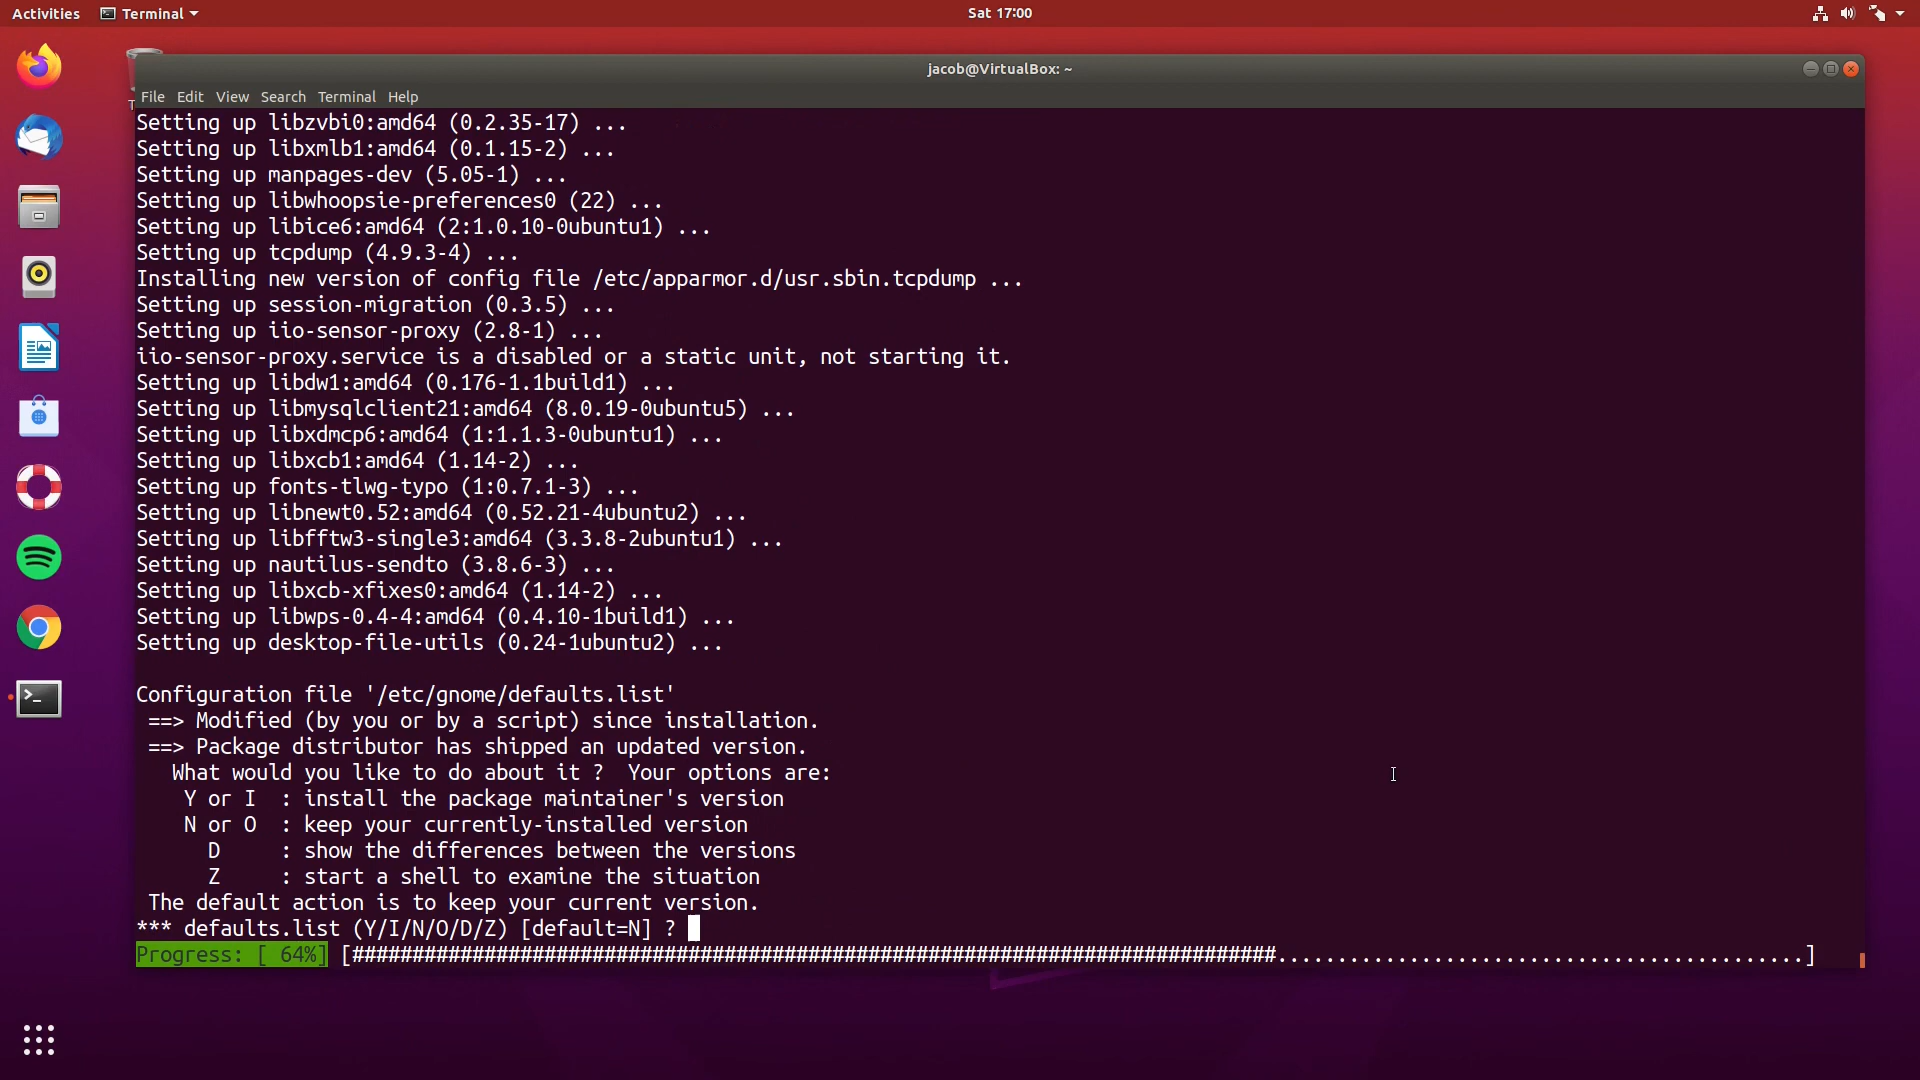 Activities
Terminal
Sat 17:00
jacob@VirtualBox: ~
File Edit View Search Terminal Help
Setting up libzvbi0:amd64 (0.2.35-17) ...
Setting up libxmlb1:amd64 (0.1.15-2) ...
Setting up manpages-dev (5.05-1) ...
Setting up libwhoopsie-preferences0 (22) ...
Setting up libice6:amd64 (2:1.0.10-0ubuntu1) ...
Setting up tcpdump (4.9.3-4) ...
Installing new version of config file /etc/apparmor.d/usr.sbin.tcpdump ...
Setting up session-migration (0.3.5) ...
Setting up iio-sensor-proxy (2.8-1) ...
iio-sensor-proxy.service is a disabled or a static unit, not starting it.
Setting up libdw1:amd64 (0.176-1.1build1) ...
Setting up libmysqlclient21:amd64 (8.0.19-0ubuntu5) ...
Setting up libxdmcp6:amd64 (1:1.1.3-0ubuntu1) ...
Setting up libxcb1:amd64 (1.14-2) ...
Setting up fonts-tlwg-typo (1:0.7.1-3) ...
Setting up libnewt0.52:amd64 (0.52.21-4ubuntu2) ...
Setting up libfftw3-single3:amd64 (3.3.8-2ubuntu1) ...
Setting up nautilus-sendto (3.8.6-3) ...
Setting up libxcb-xfixes0:amd64 (1.14-2) ...
Setting up libwps-0.4-4:amd64 (0.4.10-1build1) ...
Setting up desktop-file-utils (0.24-1ubuntu2) ...
Configuration file '/etc/gnome/defaults.list'
==> Modified (by you or by a script) since installation.
==> Package distributor has shipped an updated version.
What would you like to do about it ?  Your options are:
Y or I  : install the package maintainer's version
N or O  : keep your currently-installed version
D     : show the differences between the versions
Z     : start a shell to examine the situation
The default action is to keep your current version.
*** defaults.list (Y/I/N/O/D/Z) [default=N] ?
Progress: [ 64%] [#############################################################################............................................]